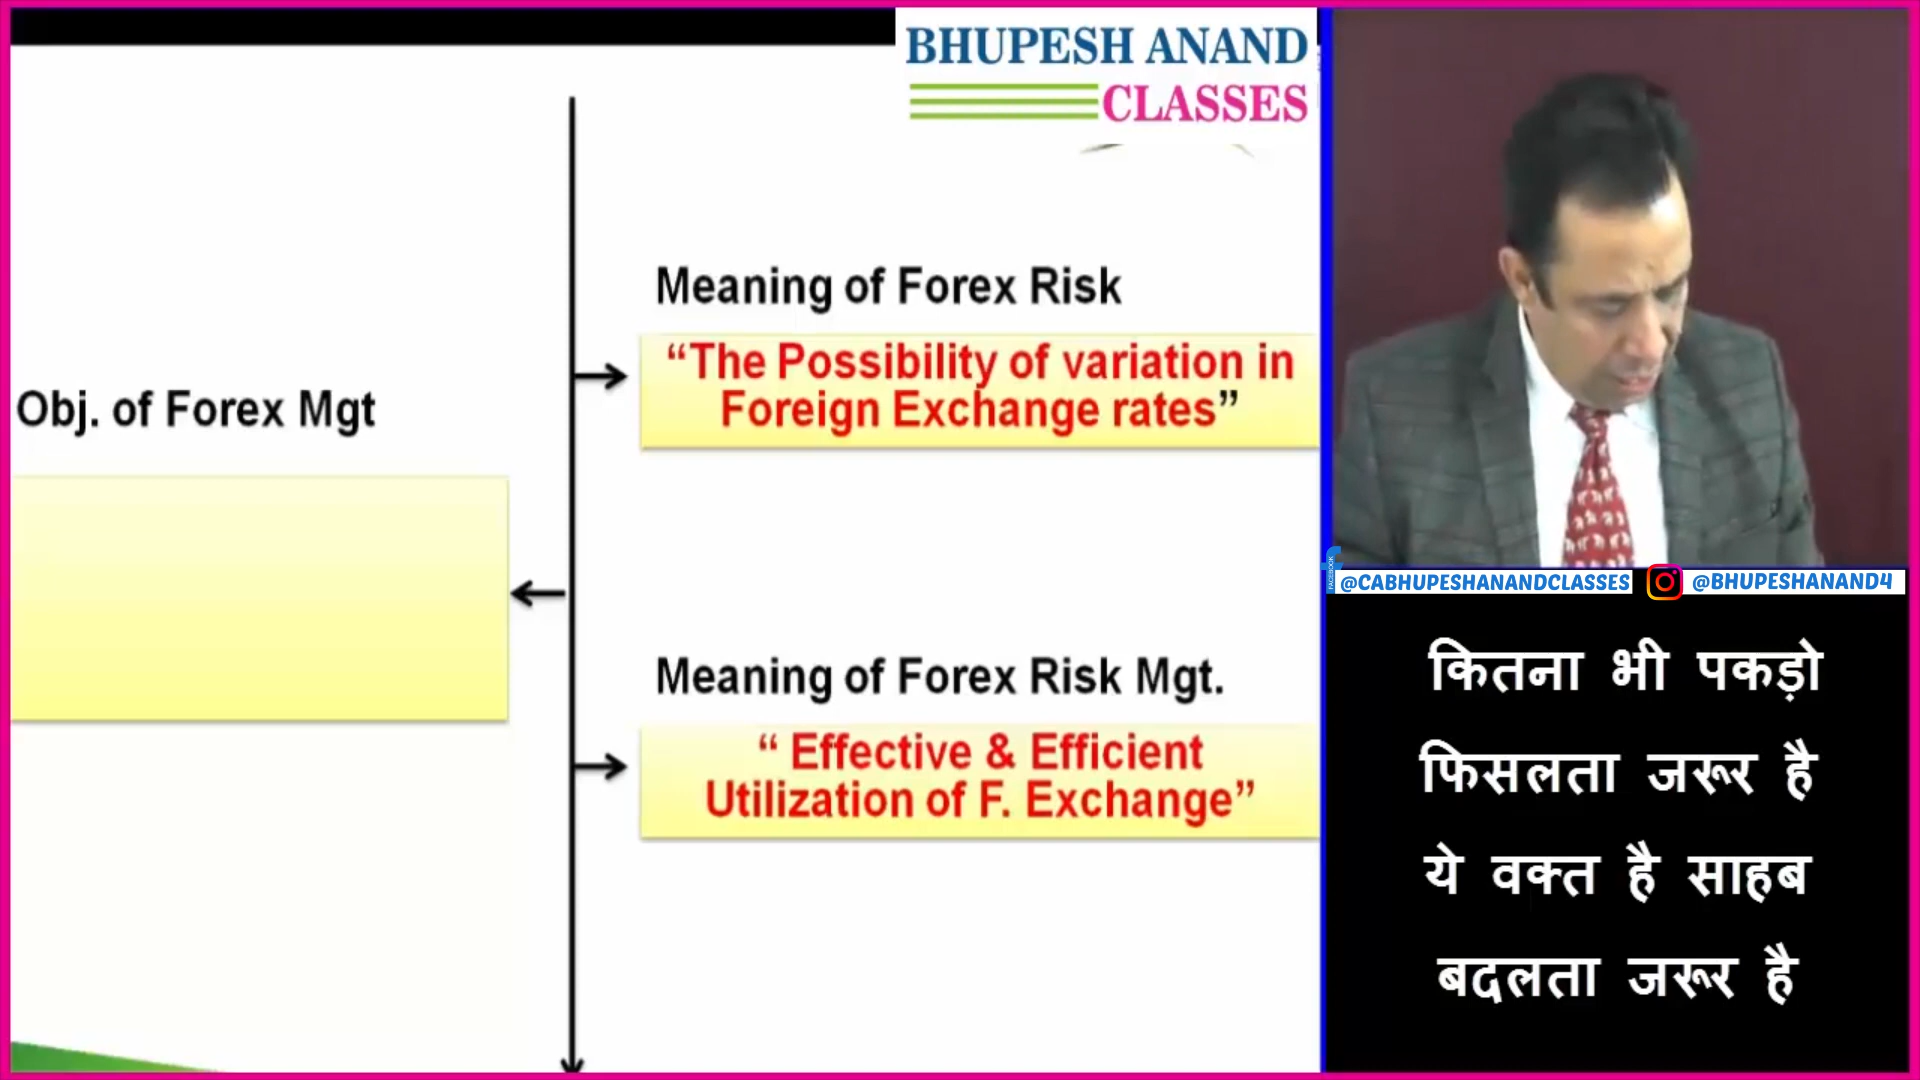 BHUPESH ANAND
CLASSES
Meaning of Forex Risk
“The Possibility of variation in
Foreign Exchange rates”
Obj. of Forex Mgt
Meaning of Forex Risk Mgt.
“ Effective & Efficient
Utilization of F. Exchange”
FACEBOOK
@CABHUPESHANANDCLASSES
@BHUPESHANAND4
कितना भी पकड़ो
फिसलता जरूर है
ये वक्त है साहब
बदलता जरूर है